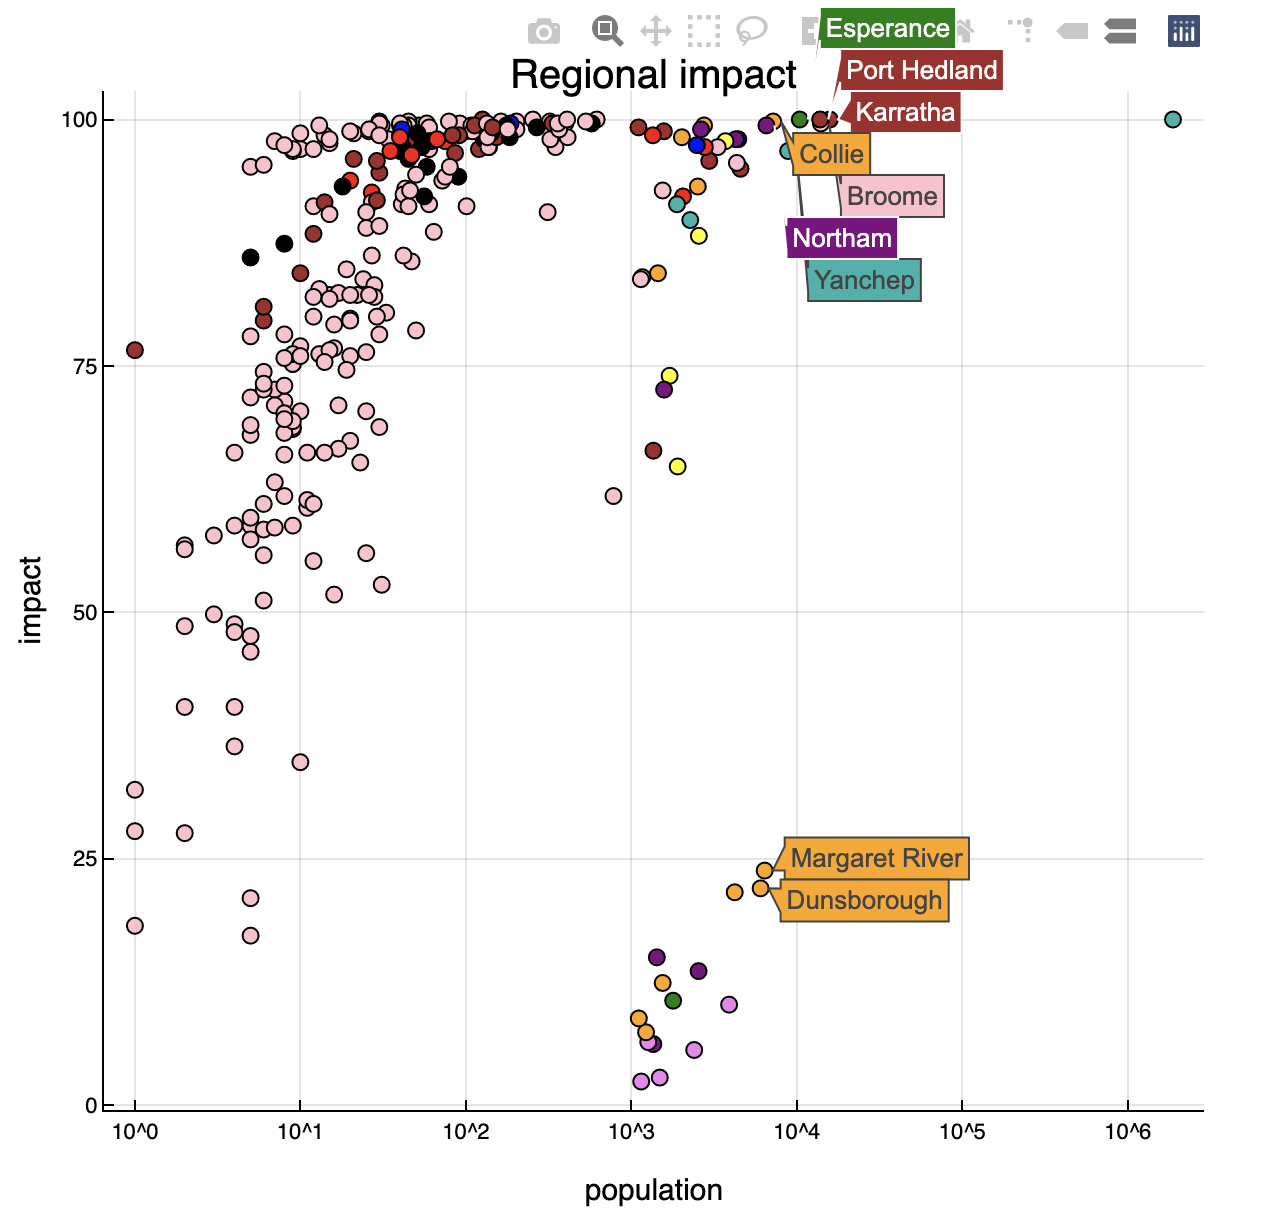 Esperance
Regional impact
Port Hedland
Karratha
Collie
Broome
Northam
Yanchep
Margaret River
Dunsborough
100
75
50
25
0
impact
10^0 10^1 10^2 10^3 10^4 10^5 10^6
population